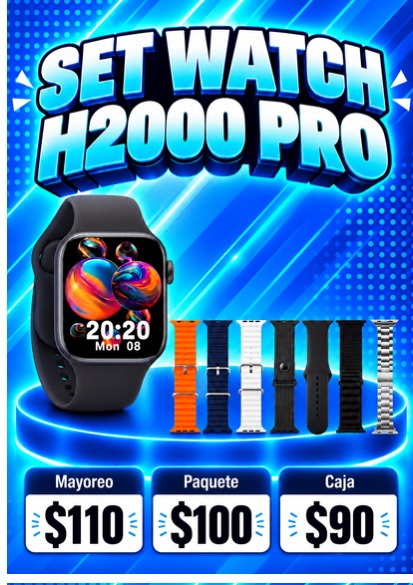 SET WATCH
H2000 PRO
20:20
Mon 08
Mayoreo
$110
Paquete
$100
Caja
$90